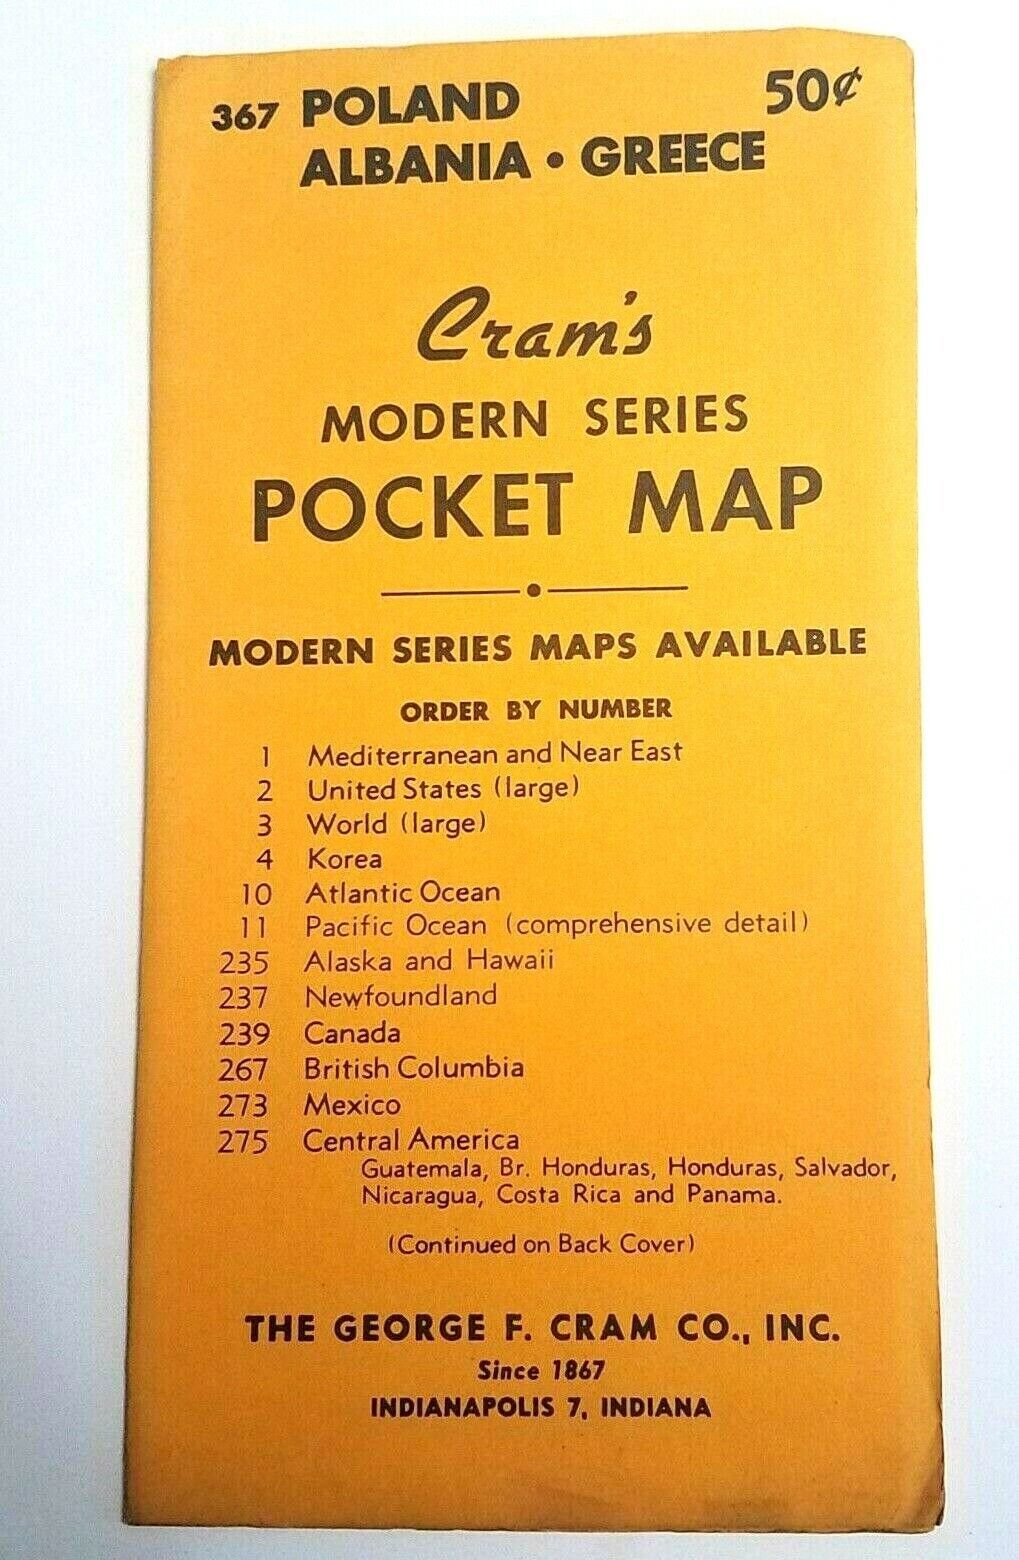 367 POLAND 50¢
ALBANIA • GREECE
Cram's
MODERN SERIES
POCKET MAP
MODERN SERIES MAPS AVAILABLE
ORDER BY NUMBER
1 Mediterranean and Near East
2 United States (large)
3 World (large)
4 Korea
10 Atlantic Ocean
11 Pacific Ocean (comprehensive detail)
235 Alaska and Hawaii
237 Newfoundland
239 Canada
267 British Columbia
273 Mexico
275 Central America
Guatemala, Br. Honduras, Honduras, Salvador,
Nicaragua, Costa Rica and Panama.
(Continued on Back Cover)
THE GEORGE F. CRAM CO., INC.
Since 1867
INDIANAPOLIS 7, INDIANA